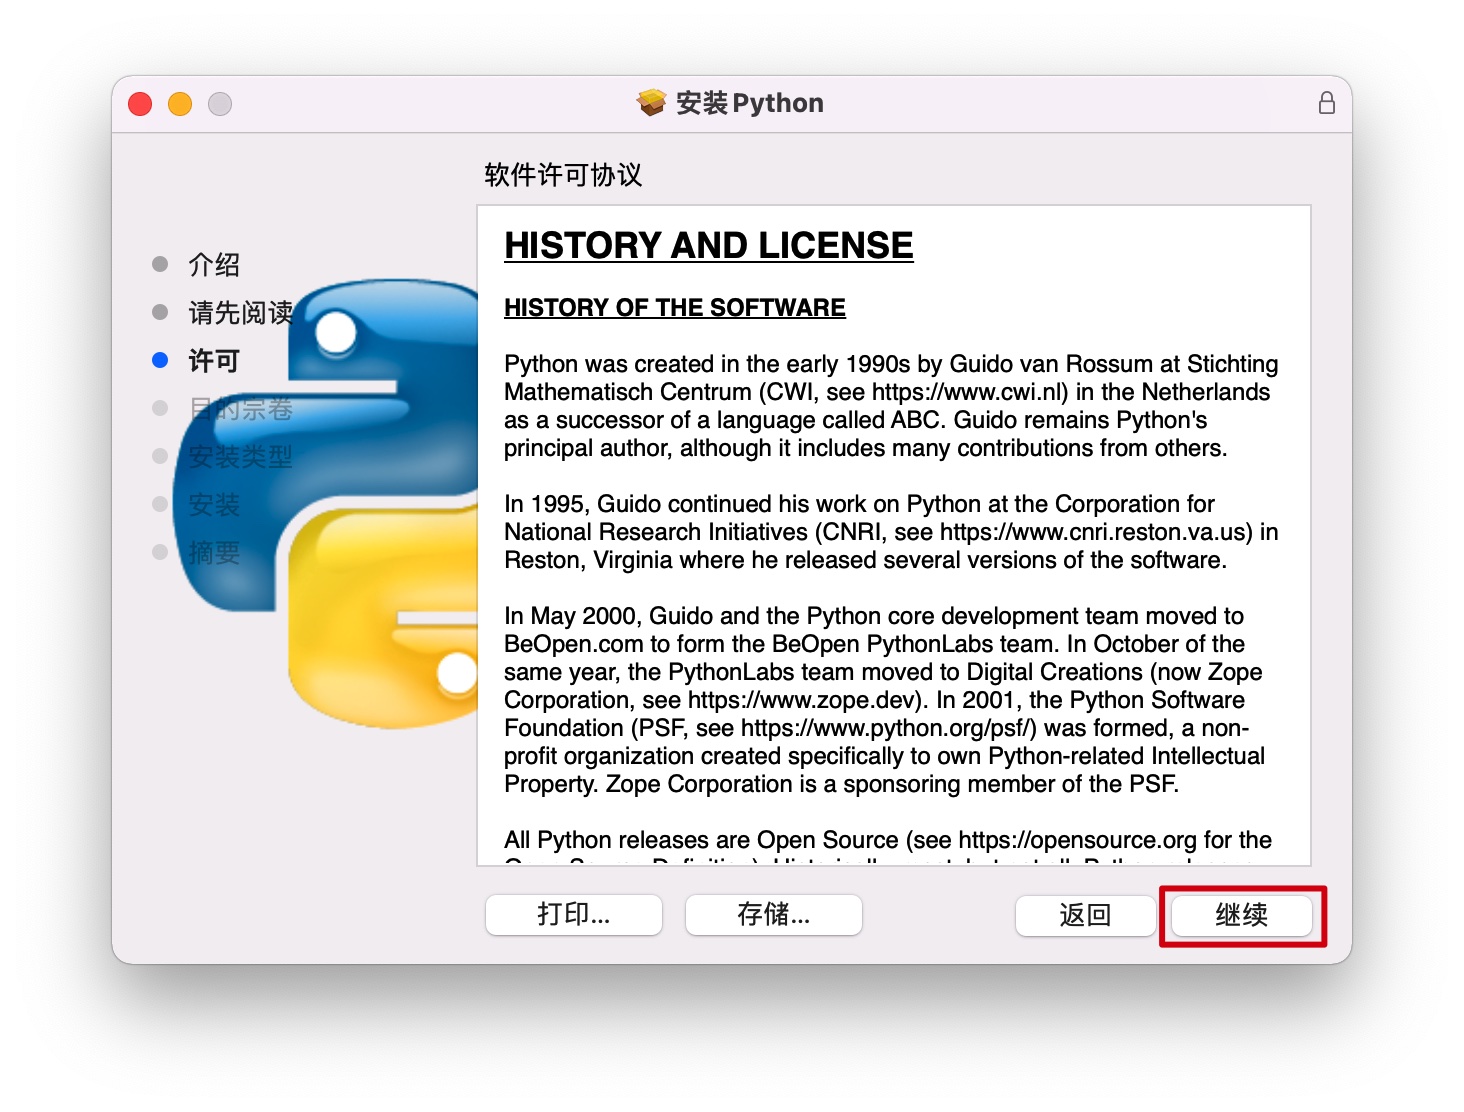 安装Python
软件许可协议
介绍
请先阅读
许可
目的宗卷
安装类型
安装
摘要
HISTORY AND LICENSE
HISTORY OF THE SOFTWARE
Python was created in the early 1990s by Guido van Rossum at Stichting
Mathematisch Centrum (CWI, see https://www.cwi.nl) in the Netherlands
as a successor of a language called ABC. Guido remains Python's
principal author, although it includes many contributions from others.
In 1995, Guido continued his work on Python at the Corporation for
National Research Initiatives (CNRI, see https://www.cnri.reston.va.us) in
Reston, Virginia where he released several versions of the software.
In May 2000, Guido and the Python core development team moved to
BeOpen.com to form the BeOpen PythonLabs team. In October of the
same year, the PythonLabs team moved to Digital Creations (now Zope
Corporation, see https://www.zope.dev). In 2001, the Python Software
Foundation (PSF, see https://www.python.org/psf/) was formed, a non-
profit organization created specifically to own Python-related Intellectual
Property. Zope Corporation is a sponsoring member of the PSF.
All Python releases are Open Source (see https://opensource.org for the
打印...
存储...
返回
继续